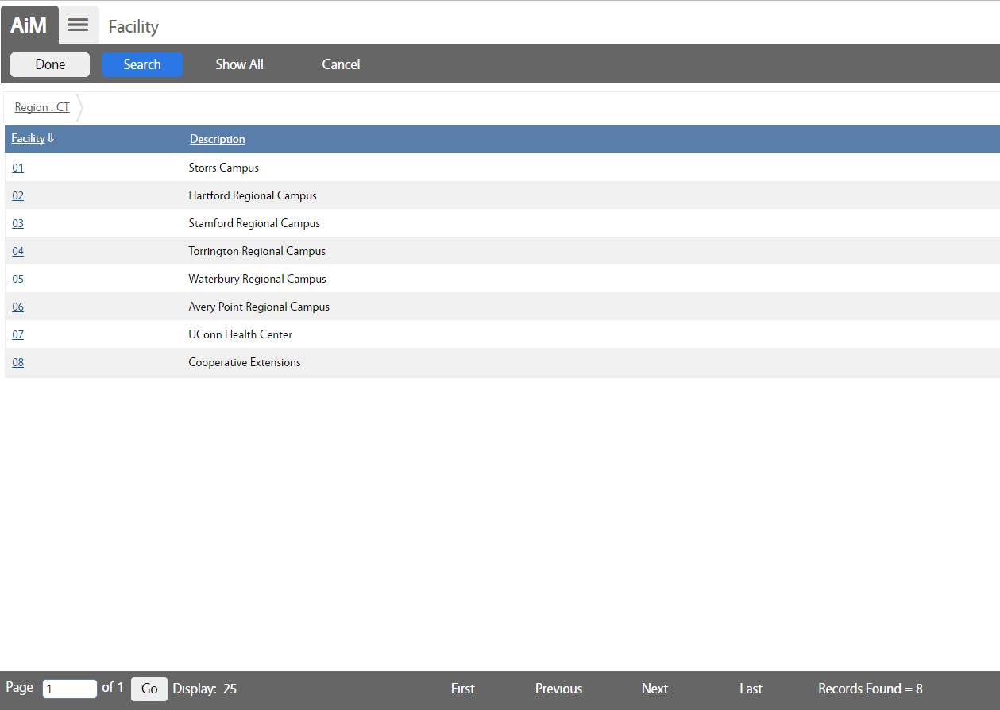 AiM Facility
Done Search Show All Cancel
Region : CT
Facility⇓ Description
01 Storrs Campus
02 Hartford Regional Campus
03 Stamford Regional Campus
04 Torrington Regional Campus
05 Waterbury Regional Campus
06 Avery Point Regional Campus
07 UConn Health Center
08 Cooperative Extensions
Page 1 of 1 Go Display: 25 First Previous Next Last Records Found = 8